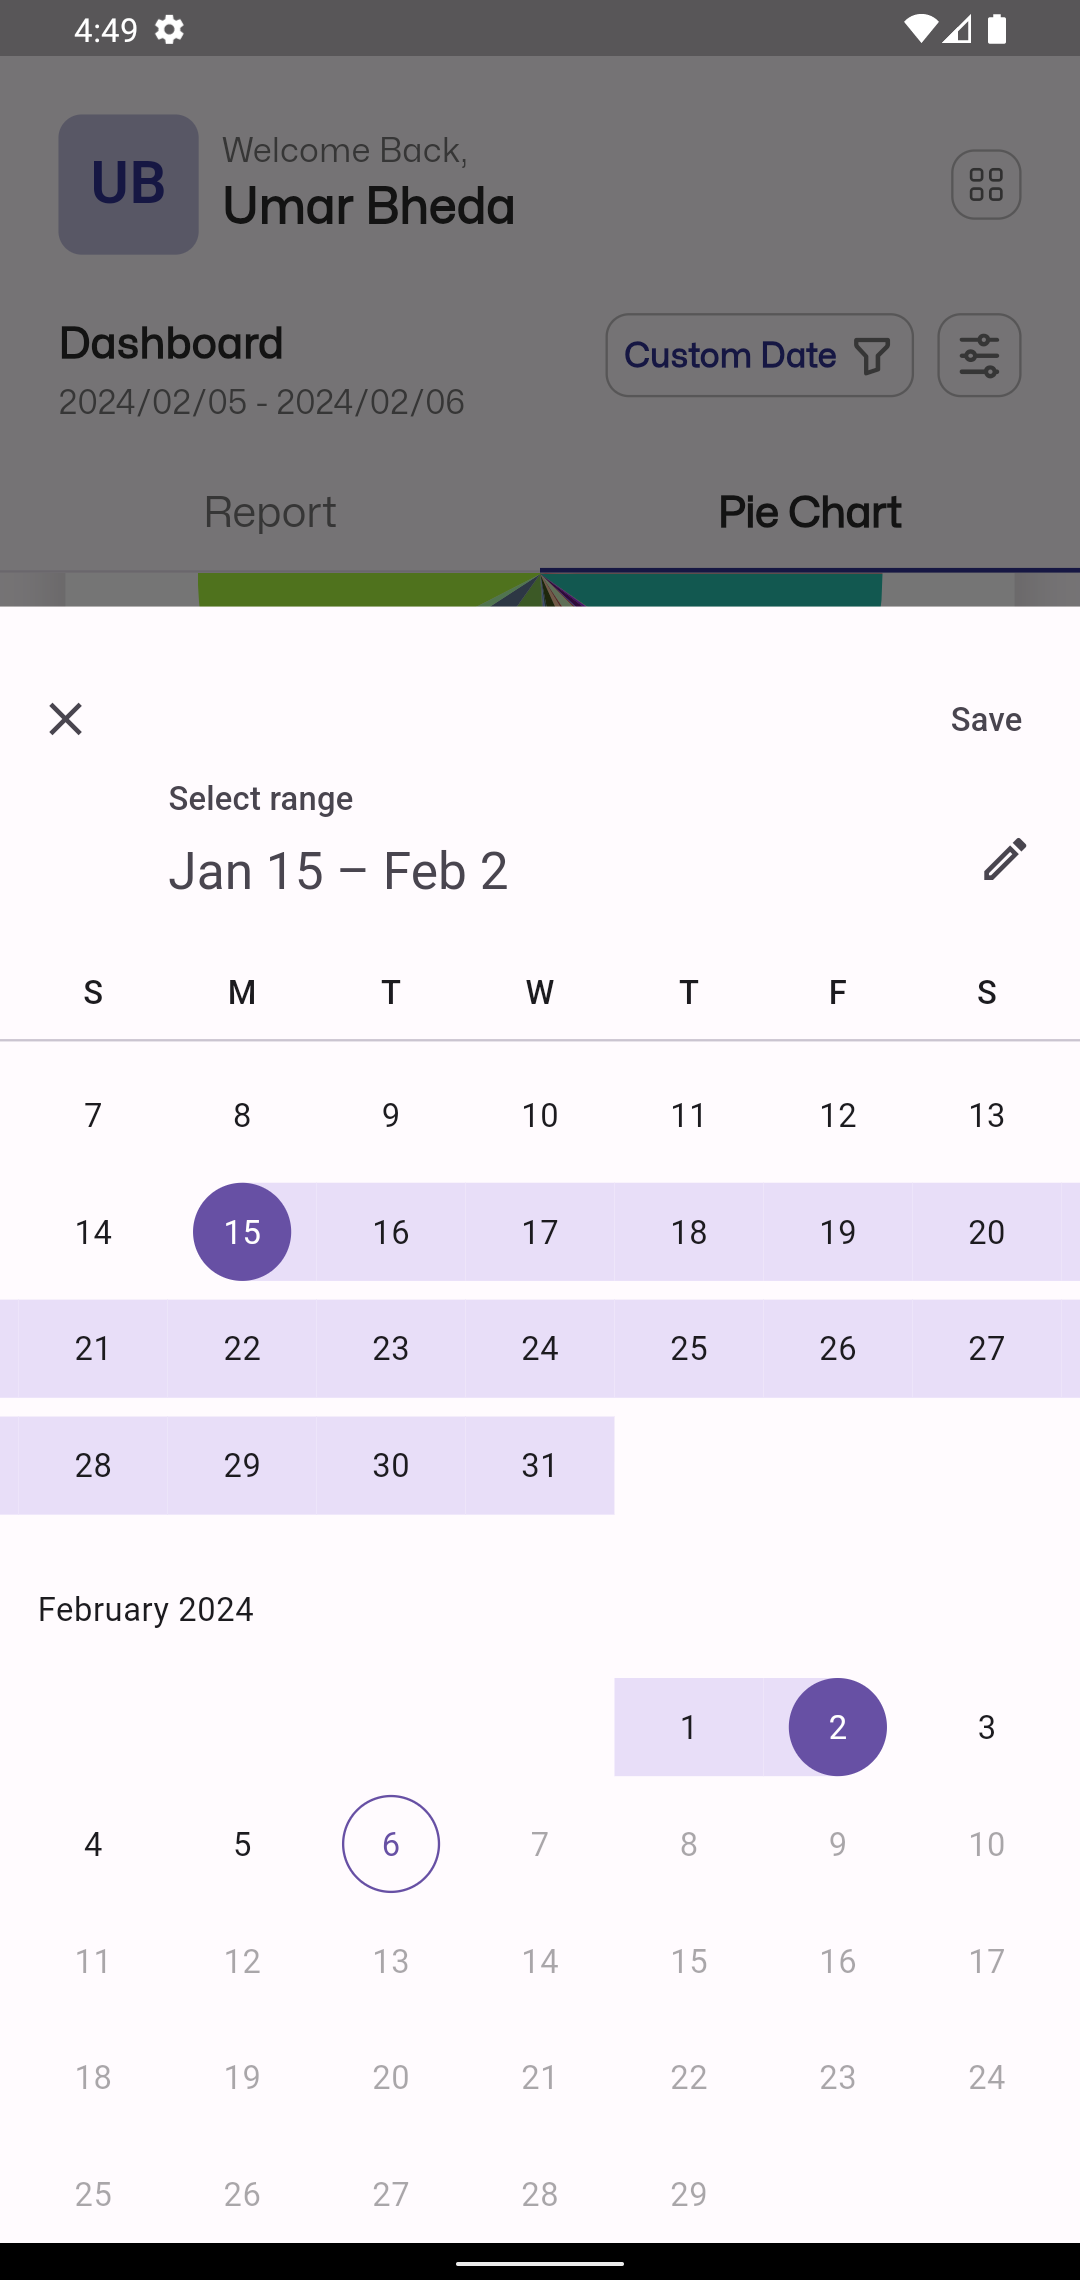 4:49
UB
Welcome Back,
Umar Bheda
Dashboard
Custom Date
2024/02/05 - 2024/02/06
Report Pie Chart
Save
Select range
Jan 15 – Feb 2
S M T W T F S
7 8 9 10 11 12 13
14 15 16 17 18 19 20
21 22 23 24 25 26 27
28 29 30 31
February 2024
1 2 3
4 5 6 7 8 9 10
11 12 13 14 15 16 17
18 19 20 21 22 23 24
25 26 27 28 29